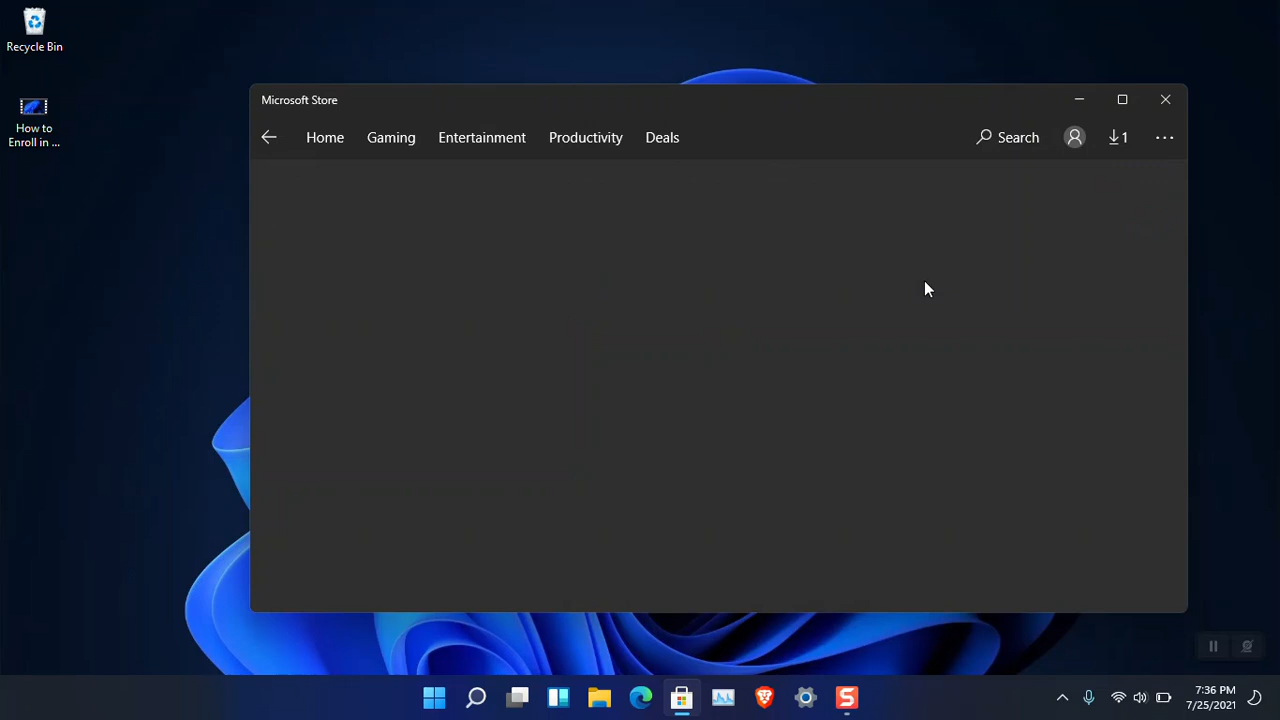 Recycle Bin
How to
Enroll in ...
Microsoft Store
Home Gaming Entertainment Productivity Deals Search 1
7:36 PM
7/25/2021